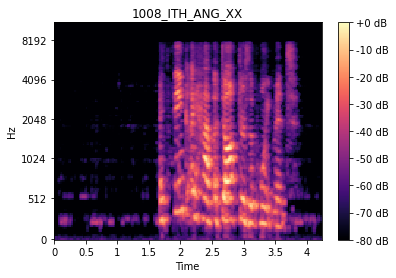 1008_ITH_ANG_XX
Hz
8192
4096
2048
1024
512
0
0 0.5 1 1.5 2 2.5 3 3.5 4
Time
+0 dB
-10 dB
-20 dB
-30 dB
-40 dB
-50 dB
-60 dB
-70 dB
-80 dB